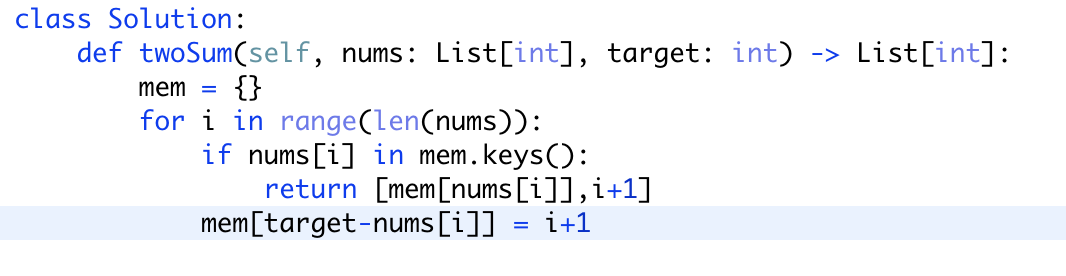 class Solution:
    def twoSum(self, nums: List[int], target: int) -> List[int]:
        mem = {}
        for i in range(len(nums)):
            if nums[i] in mem.keys():
                return [mem[nums[i]],i+1]
            mem[target-nums[i]] = i+1